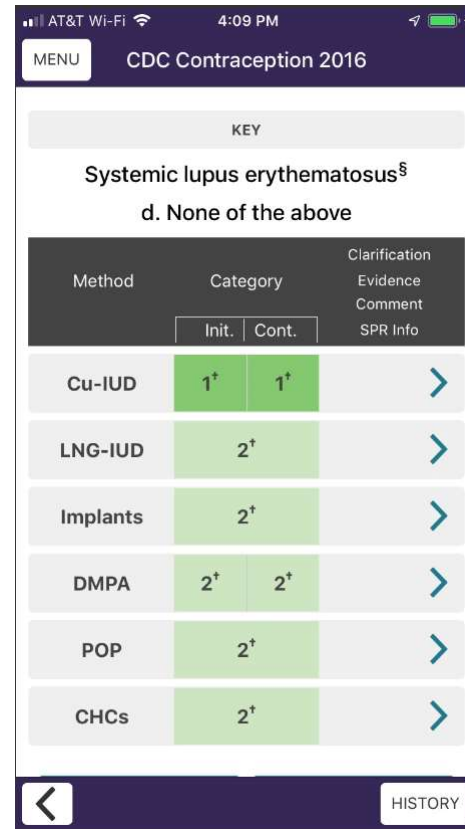 AT&T Wi-Fi 4:09 PM
MENU CDC Contraception 2016
KEY
Systemic lupus erythematosus§
d. None of the above
Method Category Clarification
Evidence
Comment
SPR Info
Init. Cont.
Cu-IUD 1† 1†
LNG-IUD 2†
Implants 2†
DMPA 2† 2†
POP 2†
CHCs 2†
HISTORY